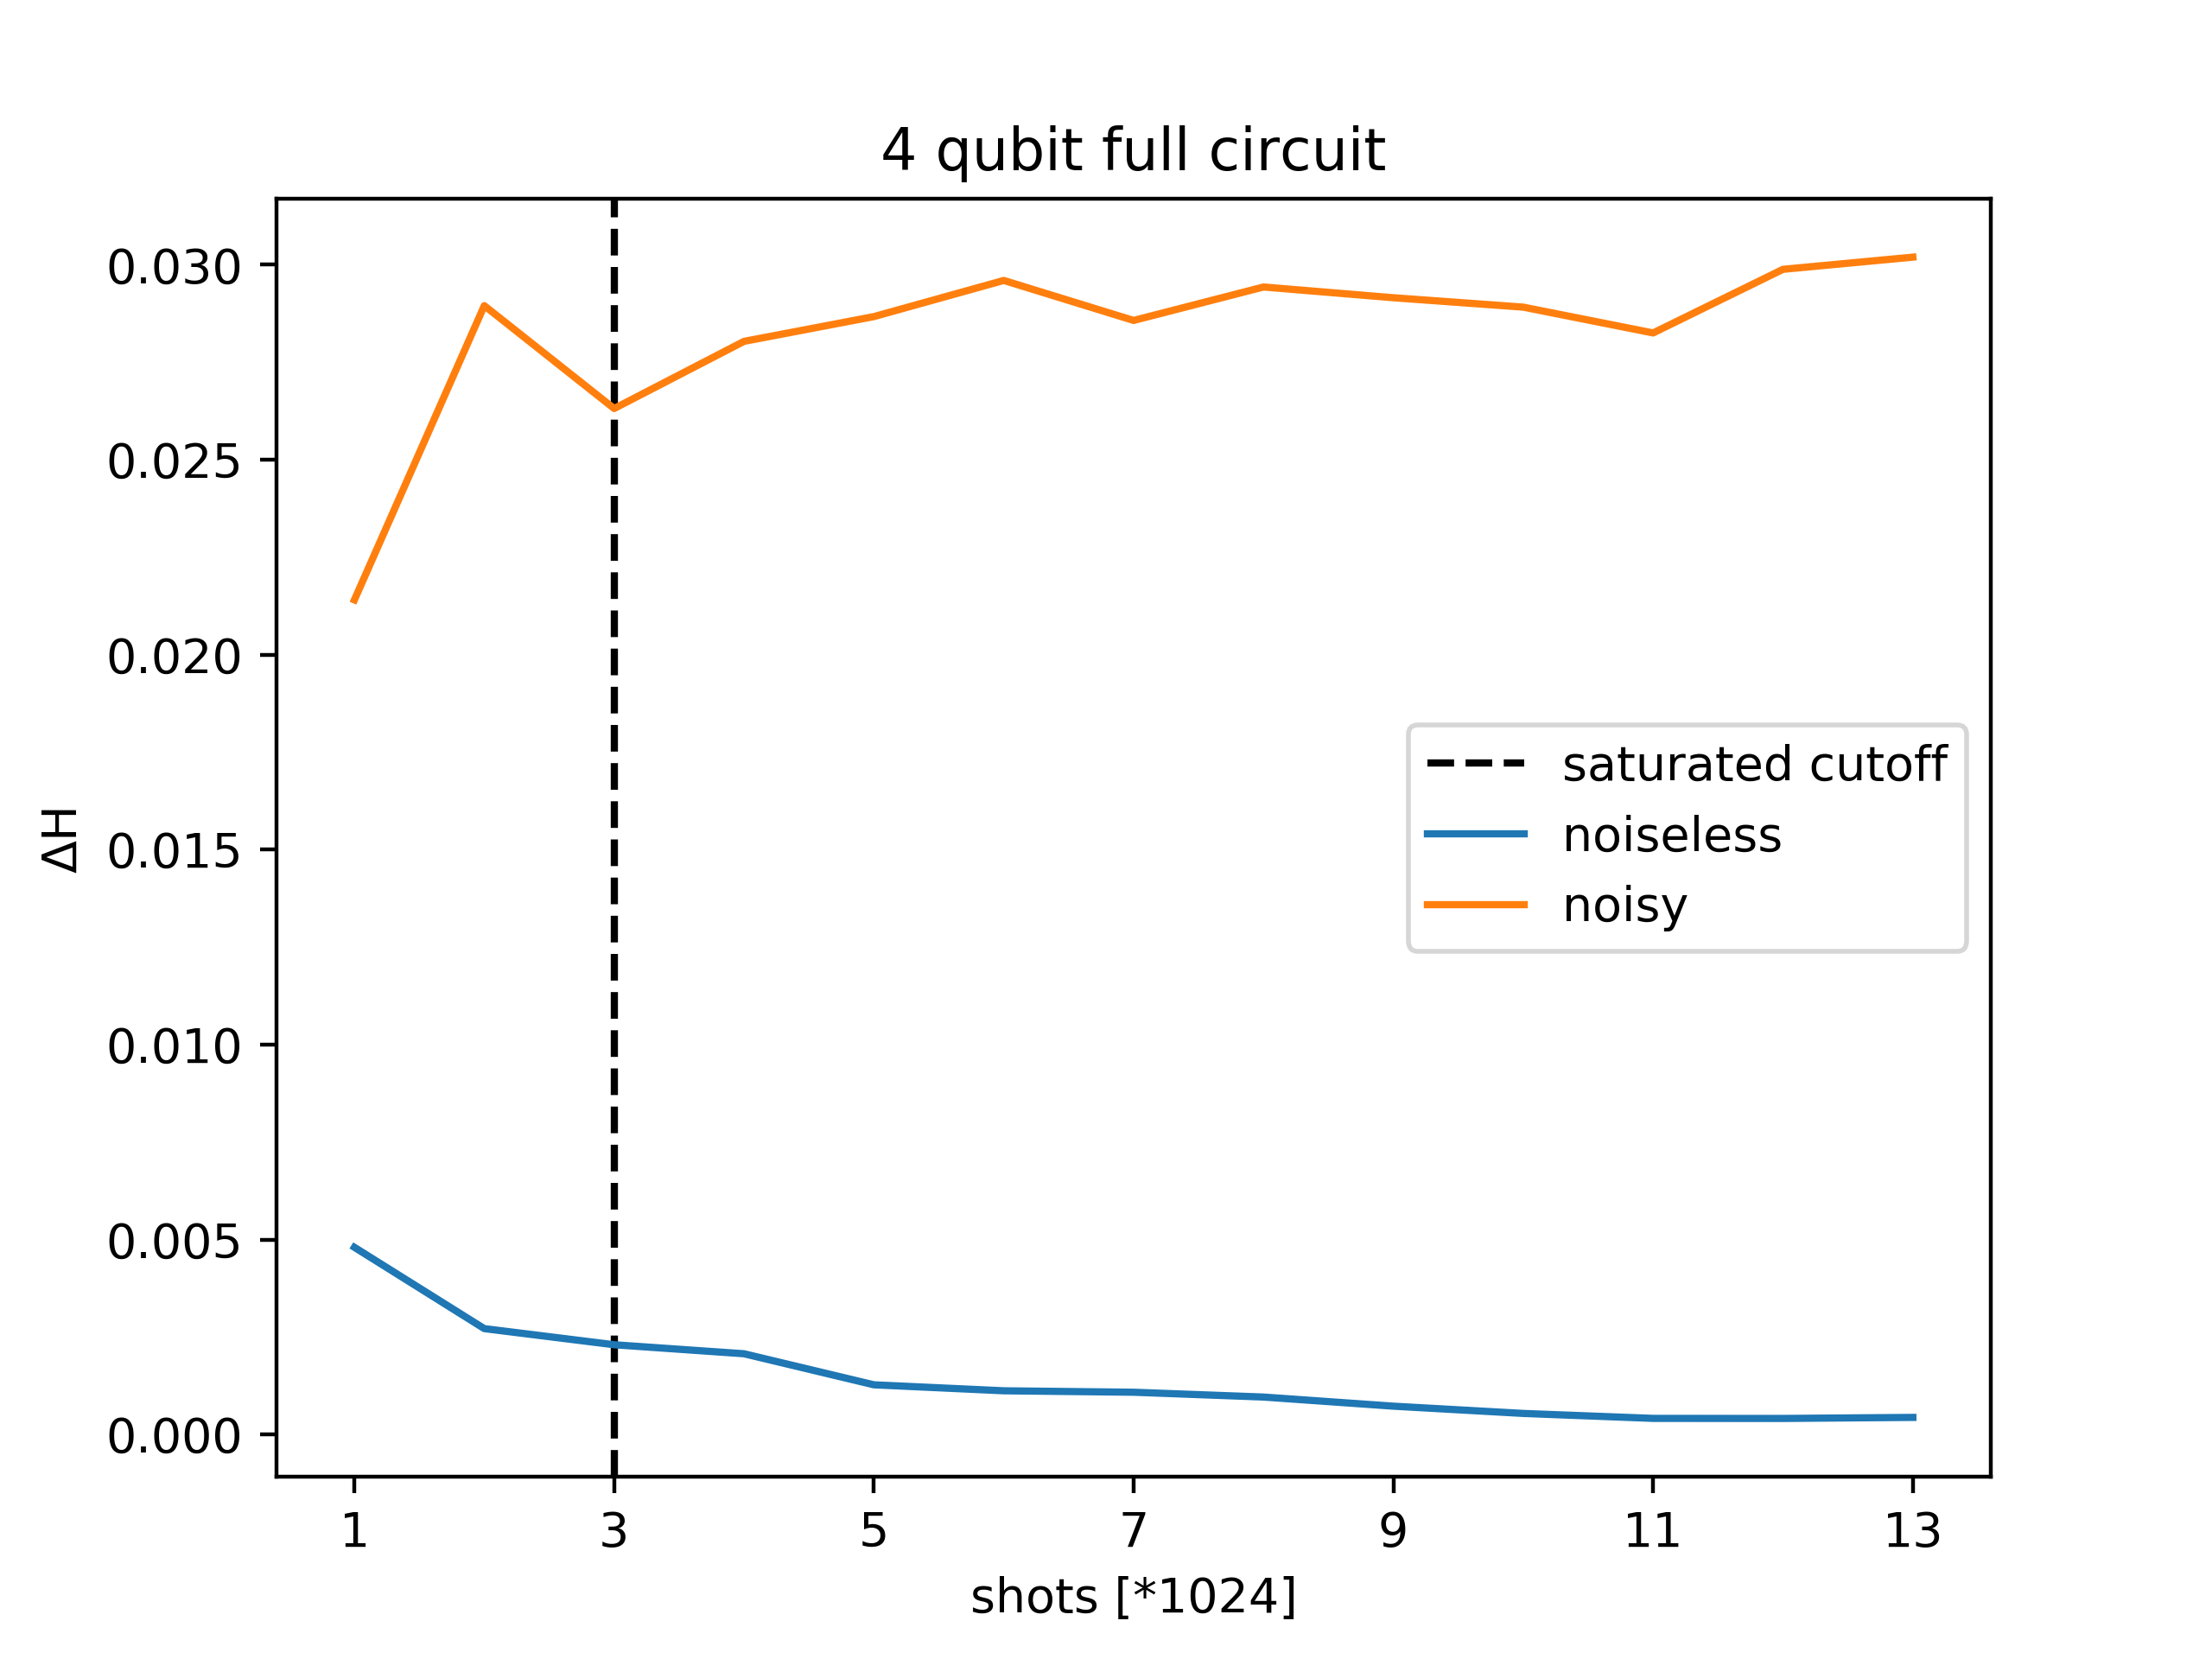 4 qubit full circuit
0.030
0.025
0.020
0.015
0.010
0.005
0.000
ΔH
saturated cutoff
noiseless
noisy
1 3 5 7 9 11 13
shots [*1024]